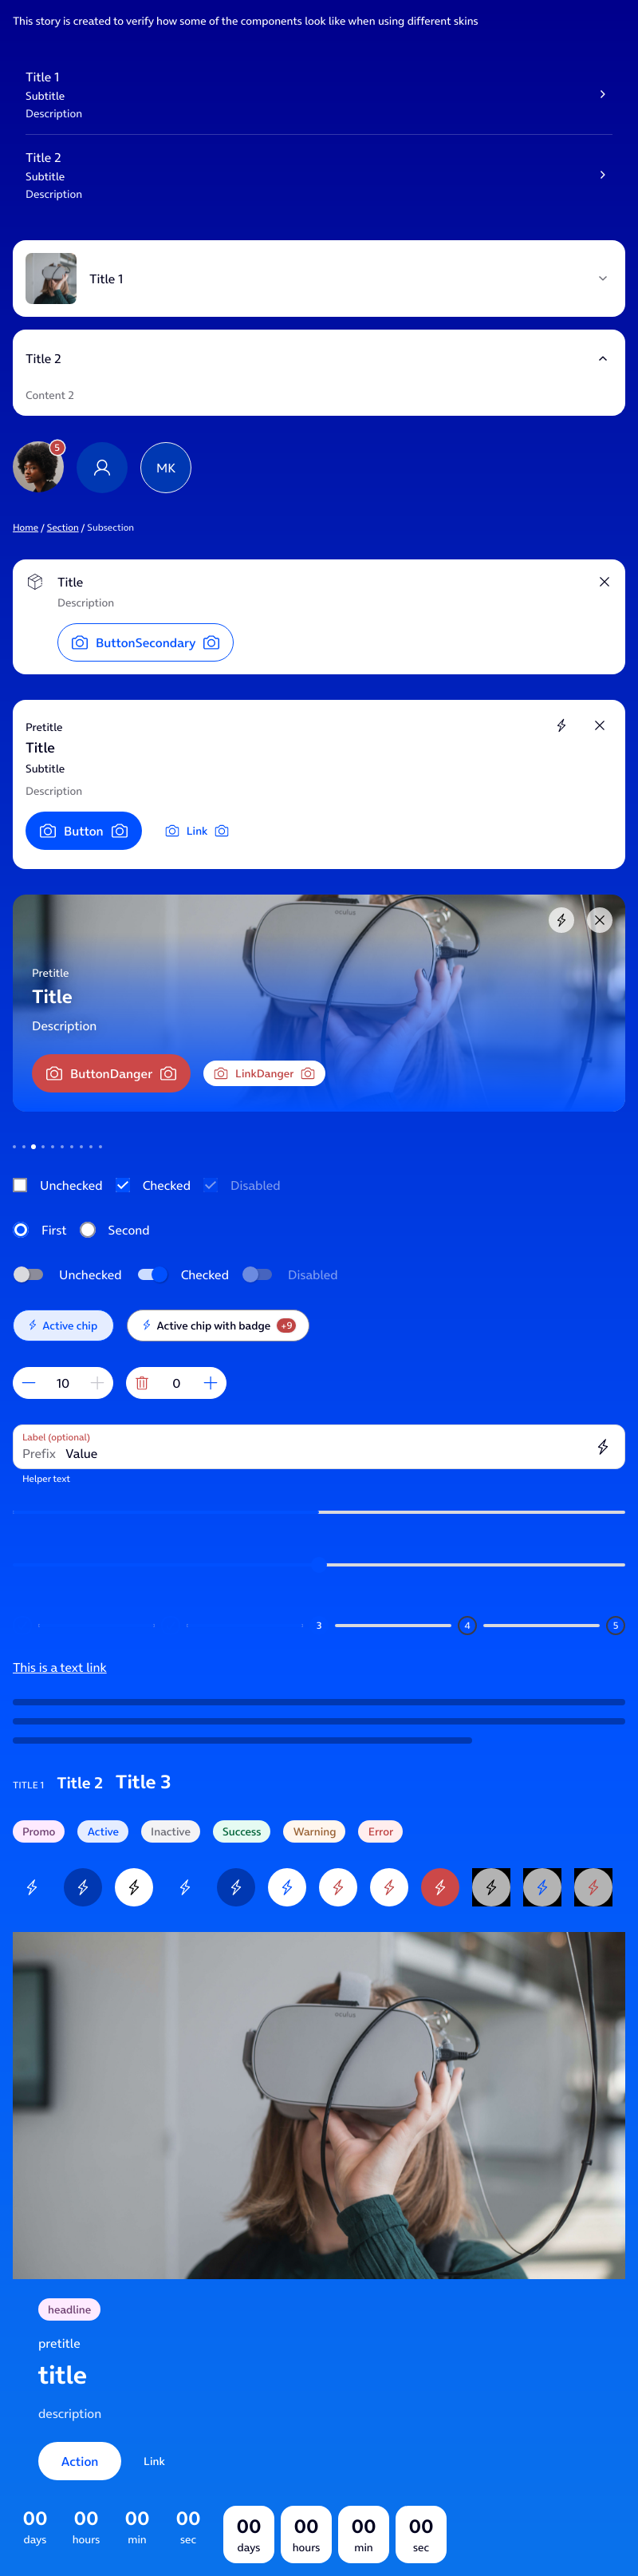 This story is created to verify how some of the components look like when using different skins
Title 1
Subtitle
Description
Title 2
Subtitle
Description
Title 1
Title 2
Content 2
5
MK
Home / Section / Subsection
Title
Description
ButtonSecondary
Pretitle
Title
Subtitle
Description
Button Link
oculus
Pretitle
Title
Description
ButtonDanger LinkDanger
Unchecked Checked Disabled
First Second
Unchecked Checked Disabled
Active chip Active chip with badge +9
10 0
Label (optional)
Prefix Value
Helper text
3 4 5
This is a text link
TITLE 1 Title 2 Title 3
Promo Active Inactive Success Warning Error
oculus
headline
pretitle
title
description
Action Link
00 00 00 00 00 00 00 00
days hours min sec days hours min sec